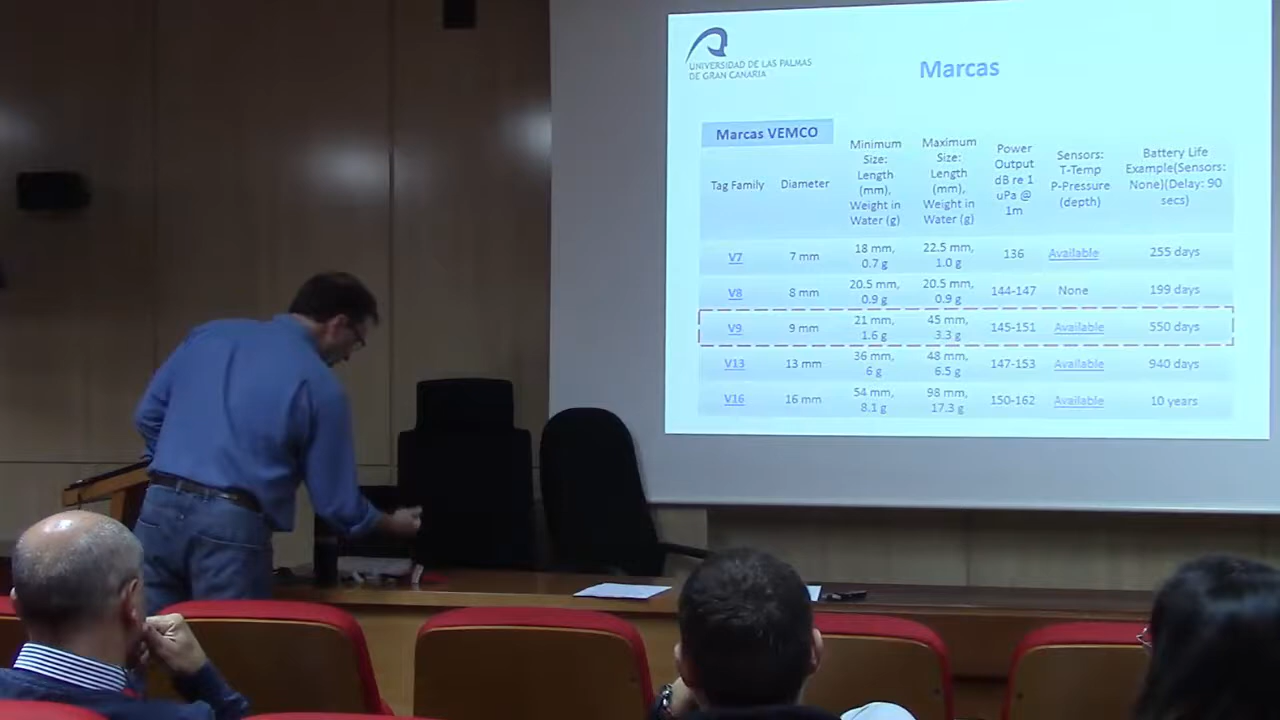 UNIVERSIDAD DE LAS PALMAS
DE GRAN CANARIA
Marcas
Marcas VEMCO
Tag Family
Diameter
Minimum
Size:
Length
(mm),
Weight in
Water (g)
Maximum
Size:
Length
(mm),
Weight in
Water (g)
Power
Output
dB re 1
uPa @
1m
Sensors:
T-Temp
P-Pressure
(depth)
Battery Life
Example(Sensors:
None)(Delay: 90
secs)
V7 7 mm 18 mm, 22.5 mm, 136 Available 255 days
0.7 g 1.0 g
V8 8 mm 20.5 mm, 20.5 mm, 144-147 None 199 days
0.9 g 0.9 g
V9 9 mm 21 mm, 45 mm, 145-151 Available 550 days
1.6 g 3.3 g
V13 13 mm 36 mm 48 mm, 147-153 Available 940 days
6 g 6.5 g
V16 16 mm 54 mm 98 mm, 150-162 Available 10 years
8.1 g 17.3 g